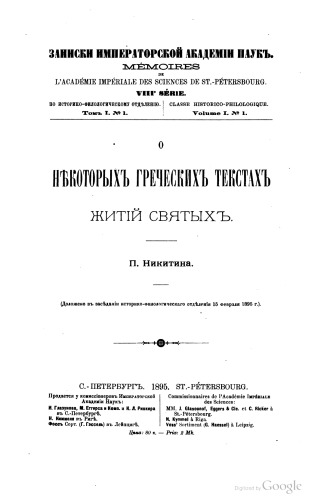 ЗАПИСКИ ИМПЕРАТОРСКОЙ АКАДЕМІИ НАУКЪ.
MÉMOIRES
DE
L'ACADÉMIE IMPÉRIALE DES SCIENCES DE ST.-PÉTERSBOURG.
VIIIᵉ SÉRIE.
ПО ИСТОРИКО-ФИЛОЛОГИЧЕСКОМУ ОТДѢЛЕНІЮ. CLASSE HISTORICO-PHILOLOGIQUE.
Томъ I. № 1. Volume I. № 1.
О
НѢКОТОРЫХЪ ГРЕЧЕСКИХЪ ТЕКСТАХЪ
ЖИТІЙ СВЯТЫХЪ.
П. Никитина.
(Доложено въ засѣданіи историко-филологическаго отдѣленія 15 февраля 1895 г.).
С.-ПЕТЕРБУРГЪ. 1895. ST.-PÉTERSBOURG.
Продается у коммиссіонеровъ Императорской
Академіи Наукъ:
И. Глазунова, М. Еггерса и Комп. и К. Л. Риккера
въ С.-Петербургѣ.
Н. Киммеля въ Ригѣ.
Фоссъ Сорт. (Г. Гэссель) въ Лейпцигѣ.
Commissionnaires de l'Académie Impériale
des Sciences:
MM. J. Glasounof, Eggers & Cie. et C. Ricker à
St.-Pétersbourg.
N. Kymmel à Riga.
Voss' Sortiment (G. Haessel) à Leipzig.
Цѣна: 80 к. — Prix: 2 Mk.
Digitized by Google